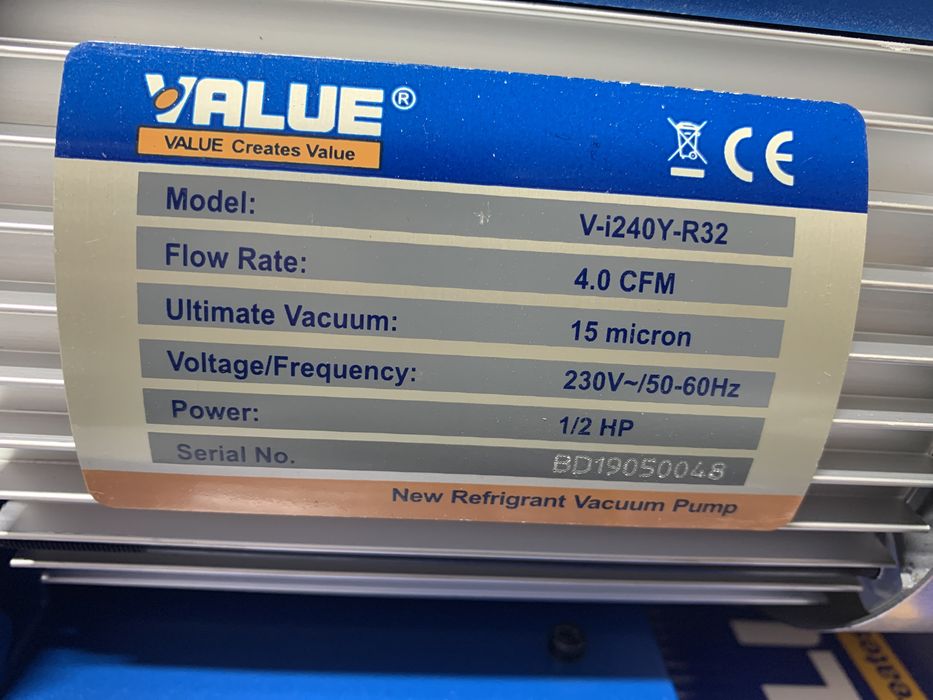 VALUE®
VALUE Creates Value
CE
Model: V-i240Y-R32
Flow Rate: 4.0 CFM
Ultimate Vacuum: 15 micron
Voltage/Frequency: 230V~/50-60Hz
Power: 1/2 HP
Serial No. BD19050048
New Refrigrant Vacuum Pump